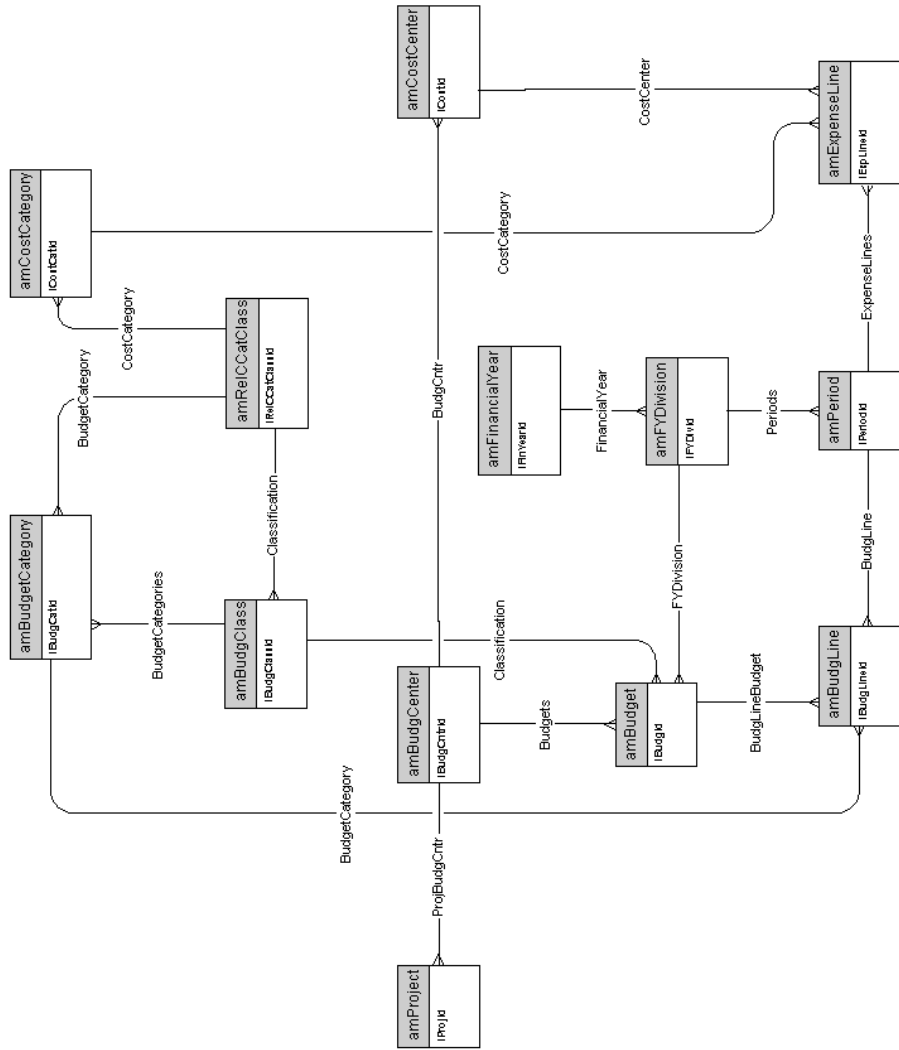 amCostCategory
lCostCatId
amCostCenter
lCostId
CostCenter
amExpenseLine
lExpLineId
CostCategory
CostCategory
amRelCCatClass
lRelCCatClassId
BudgetCategory
BudgCntr
ExpenseLines
amFinancialYear
lFinYearId
FinancialYear
amFYDivision
lFYDivId
Periods
amPeriod
lPeriodId
amBudgetCategory
lBudgCatId
BudgetCategories
amBudgClass
lBudgClassId
Classification
Classification
FYDivision
BudgLine
amBudgCenter
lBudgCntrId
Budgets
amBudget
lBudgId
BudgLineBudget
amBudgLine
lBudgLineId
BudgetCategory
ProjBudgCntr
amProject
lProjId